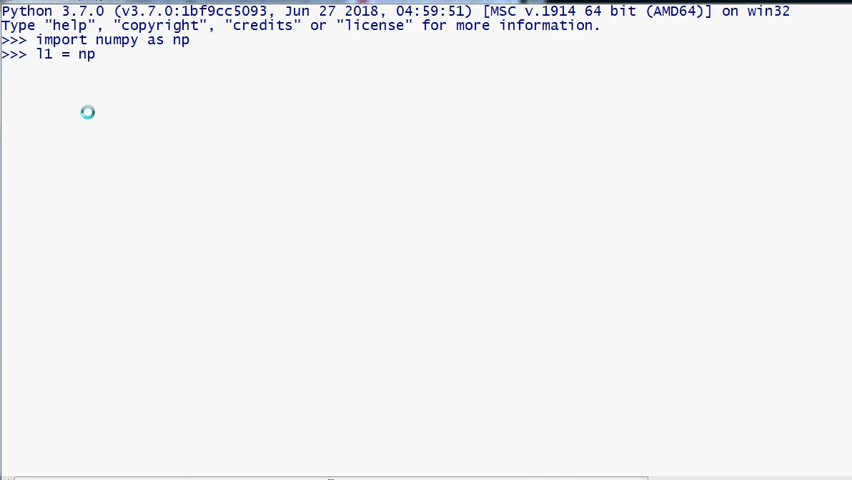 Python 3.7.0 (v3.7.0:1bf9cc5093, Jun 27 2018, 04:59:51) [MSC v.1914 64 bit (AMD64)] on win32
Type "help", "copyright", "credits" or "license" for more information.
>>> import numpy as np
>>> l1 = np